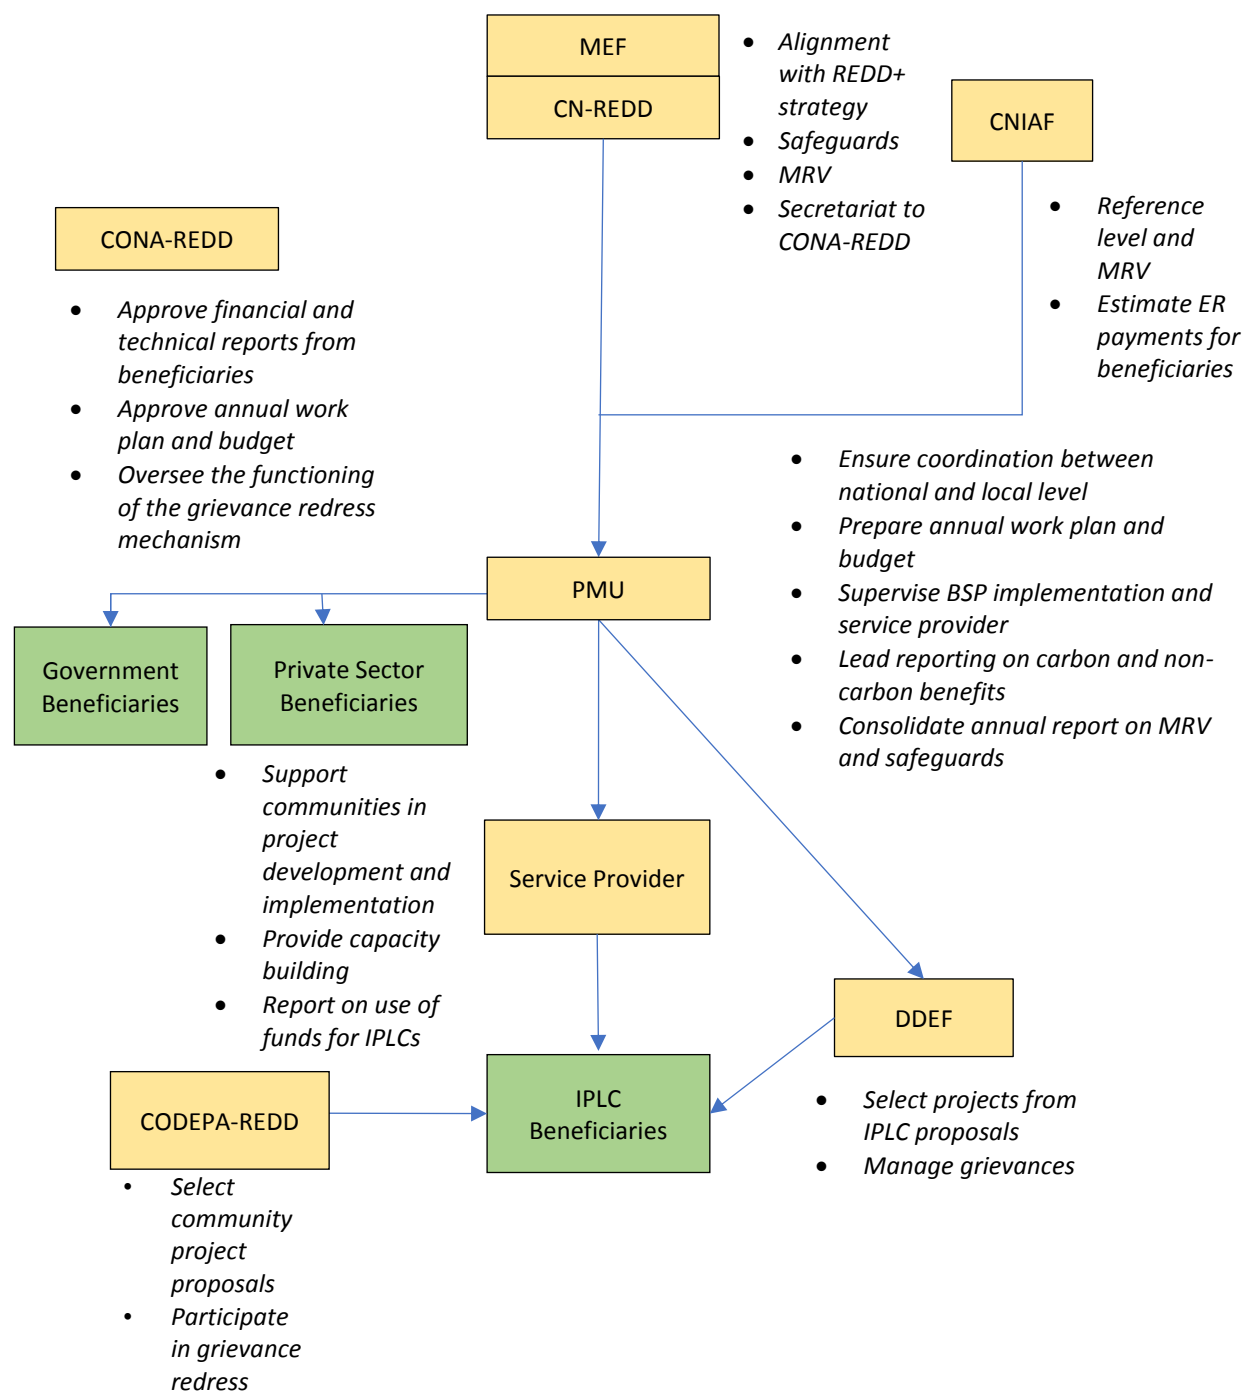 MEF
CN-REDD
• Alignment
with REDD+
strategy
• Safeguards
• MRV
• Secretariat to
CONA-REDD
CNIAF
• Reference
level and
MRV
• Estimate ER
payments for
beneficiaries
CONA-REDD
• Approve financial and
technical reports from
beneficiaries
• Approve annual work
plan and budget
• Oversee the functioning
of the grievance redress
mechanism
• Ensure coordination between
national and local level
• Prepare annual work plan and
budget
• Supervise BSP implementation and
service provider
• Lead reporting on carbon and non-
carbon benefits
• Consolidate annual report on MRV
and safeguards
PMU
Government
Beneficiaries
Private Sector
Beneficiaries
• Support
communities in
project
development and
implementation
• Provide capacity
building
• Report on use of
funds for IPLCs
Service Provider
DDEF
• Select projects from
IPLC proposals
• Manage grievances
IPLC
Beneficiaries
CODEPA-REDD
• Select
community
project
proposals
• Participate
in grievance
redress